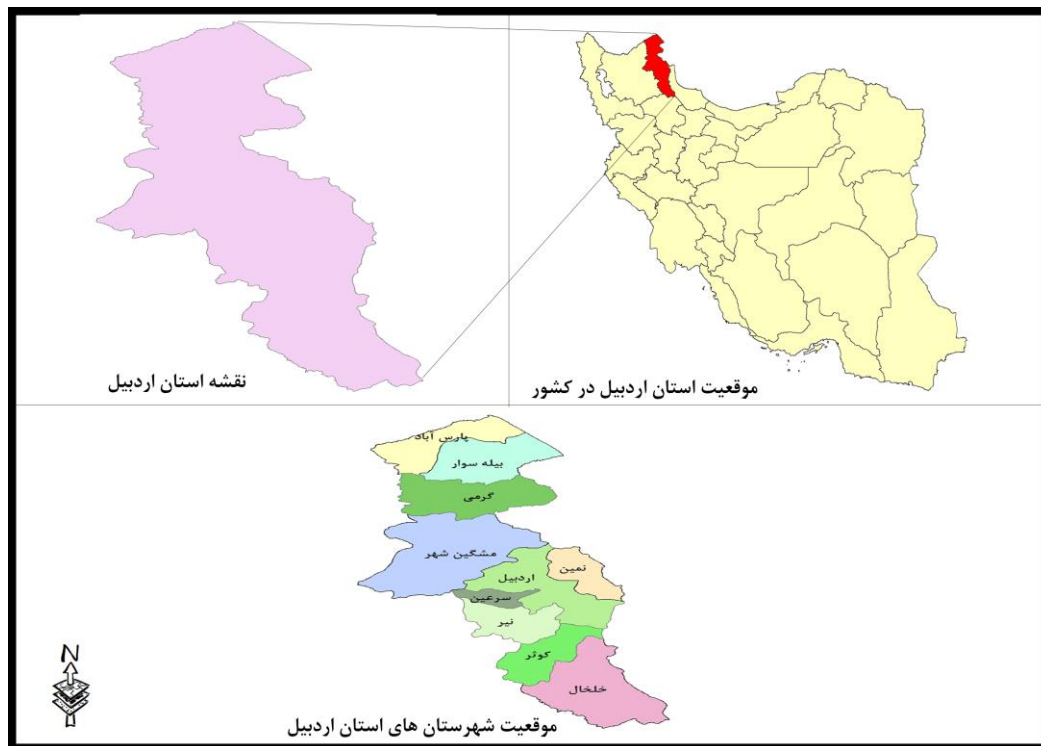 موقعیت استان اردبیل در کشور
نقشه استان اردبیل
پارس آباد
بیله سوار
گرمی
مشگین شهر
نمین
اردبیل
سرعین
نیر
کوثر
خلخال
N
موقعیت شهرستان های استان اردبیل